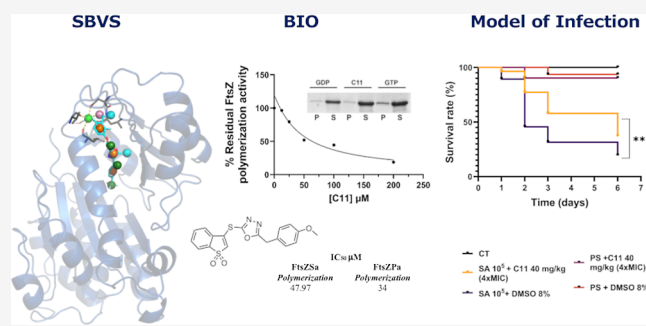 SBVS
BIO
Model of Infection
% Residual FtsZ
polymerization activity
150
100
50
0
GDP C11 GTP
P S P S P S
0 50 100 150 200 250
[C11] µM
Survival rate (%)
100
50
0
0 1 2 3 4 5 6 7
Time (days)
**
S
N-N
O
S
O O
O
IC50 µM
FtsZSa FtsZPa
Polymerization Polymerization
47.97 34
CT
SA 10⁵ + C11 40 mg/kg
(4xMIC)
SA 10⁵+ DMSO 8%
PS +C11 40
mg/kg (4xMIC)
PS + DMSO 8%